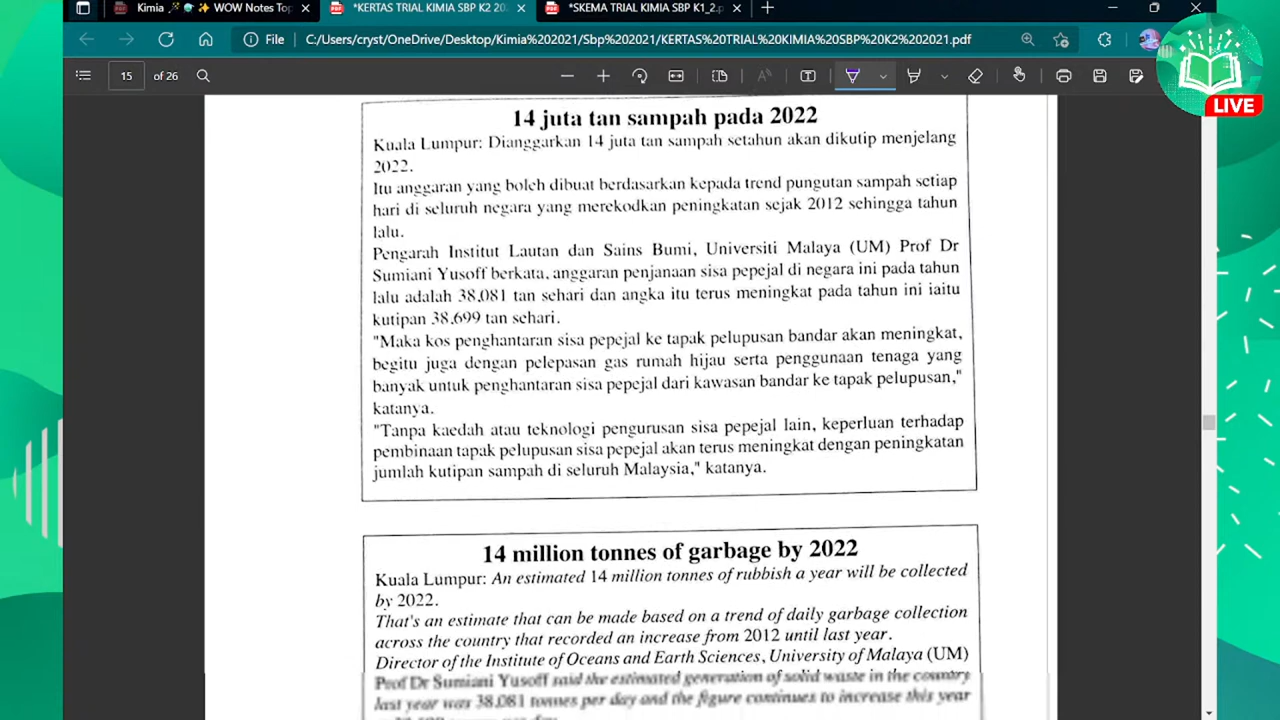 Kimia WOW Notes Top
*KERTAS TRIAL KIMIA SBP K2 202
*SKEMA TRIAL KIMIA SBP K1_2.p
File C:/Users/cryst/OneDrive/Desktop/Kimia%202021/Sbp%202021/KERTAS%20TRIAL%20KIMIA%20SBP%20K2%202021.pdf
15 of 26
LIVE
14 juta tan sampah pada 2022
Kuala Lumpur: Dianggarkan 14 juta tan sampah setahun akan dikutip menjelang
2022.
Itu anggaran yang boleh dibuat berdasarkan kepada trend pungutan sampah setiap
hari di seluruh negara yang merekodkan peningkatan sejak 2012 sehingga tahun
lalu.
Pengarah Institut Lautan dan Sains Bumi, Universiti Malaya (UM) Prof Dr
Sumiani Yusoff berkata, anggaran penjanaan sisa pepejal di negara ini pada tahun
lalu adalah 38,081 tan sehari dan angka itu terus meningkat pada tahun ini iaitu
kutipan 38,699 tan sehari.
"Maka kos penghantaran sisa pepejal ke tapak pelupusan bandar akan meningkat,
begitu juga dengan pelepasan gas rumah hijau serta penggunaan tenaga yang
banyak untuk penghantaran sisa pepejal dari kawasan bandar ke tapak pelupusan,"
katanya.
"Tanpa kaedah atau teknologi pengurusan sisa pepejal lain, keperluan terhadap
pembinaan tapak pelupusan sisa pepejal akan terus meningkat dengan peningkatan
jumlah kutipan sampah di seluruh Malaysia," katanya.
14 million tonnes of garbage by 2022
Kuala Lumpur: An estimated 14 million tonnes of rubbish a year will be collected
by 2022.
That's an estimate that can be made based on a trend of daily garbage collection
across the country that recorded an increase from 2012 until last year.
Director of the Institute of Oceans and Earth Sciences, University of Malaya (UM)
Prof Dr Sumiani Yusoff said the estimated generation of solid waste in the country
last year was 38,081 tonnes per day and the figure continues to increase this year